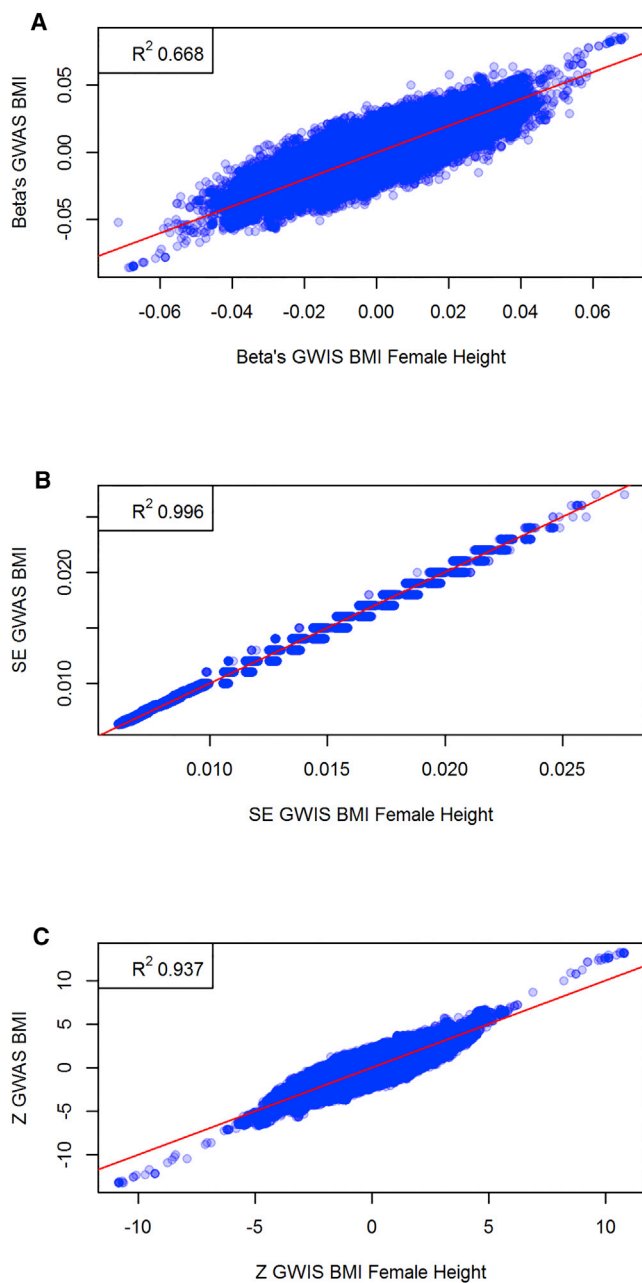 A
R² 0.668
Beta's GWAS BMI
0.05
0.00
-0.05
-0.06 -0.04 -0.02 0.00 0.02 0.04 0.06
Beta's GWIS BMI Female Height
B
R² 0.996
SE GWAS BMI
0.020
0.010
0.010 0.015 0.020 0.025
SE GWIS BMI Female Height
C
R² 0.937
Z GWAS BMI
10
5
0
-5
-10
-10 -5 0 5 10
Z GWIS BMI Female Height